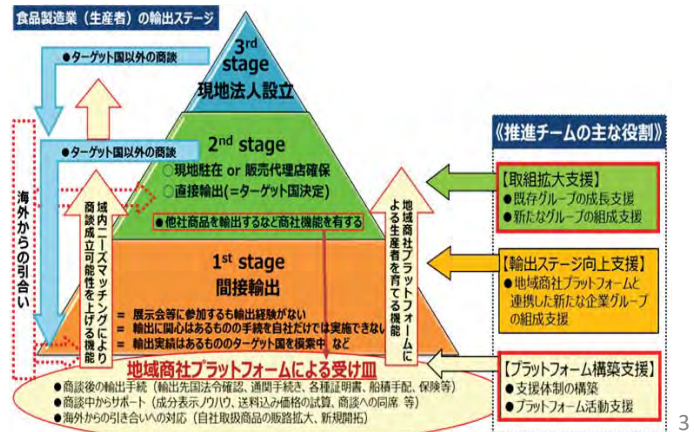 食品製造業（生産者）の輸出ステージ
3rd
stage
現地法人設立
●ターゲット国以外の商談
2nd stage
○現地駐在 or 販売代理店確保
○直接輸出(＝ターゲット国決定)
●他社商品を輸出するなど商社機能を有する
●ターゲット国以外の商談
1st stage
間接輸出
＝ 展示会等に参加するも輸出経験がない
＝ 輸出に関心はあるものの手続を自社だけでは実施できない
＝ 輸出実績はあるもののターゲット国を模索中 など
海外からの引合い
域内ニーズマッチングにより
商談成立可能性を上げる機能
地域商社プラットフォームに
よる生産者を育てる機能
地域商社プラットフォームによる受け皿
●商談後の輸出手続（輸出先国法令確認、通関手続き、各種証明書、船積手配、保険等）
●商談中からサポート（成分表示ノウハウ、送料込み価格の試算、商談への同席 等）
●海外からの引き合いへの対応（自社取扱商品の販路拡大、新規開拓）
《推進チームの主な役割》
【取組拡大支援】
●既存グループの成長支援
●新たなグループの組成支援
【輸出ステージ向上支援】
●地域商社プラットフォームと
連携した新たな企業グループ
の組成支援
【プラットフォーム構築支援】
●支援体制の構築
●プラットフォーム活動支援
3